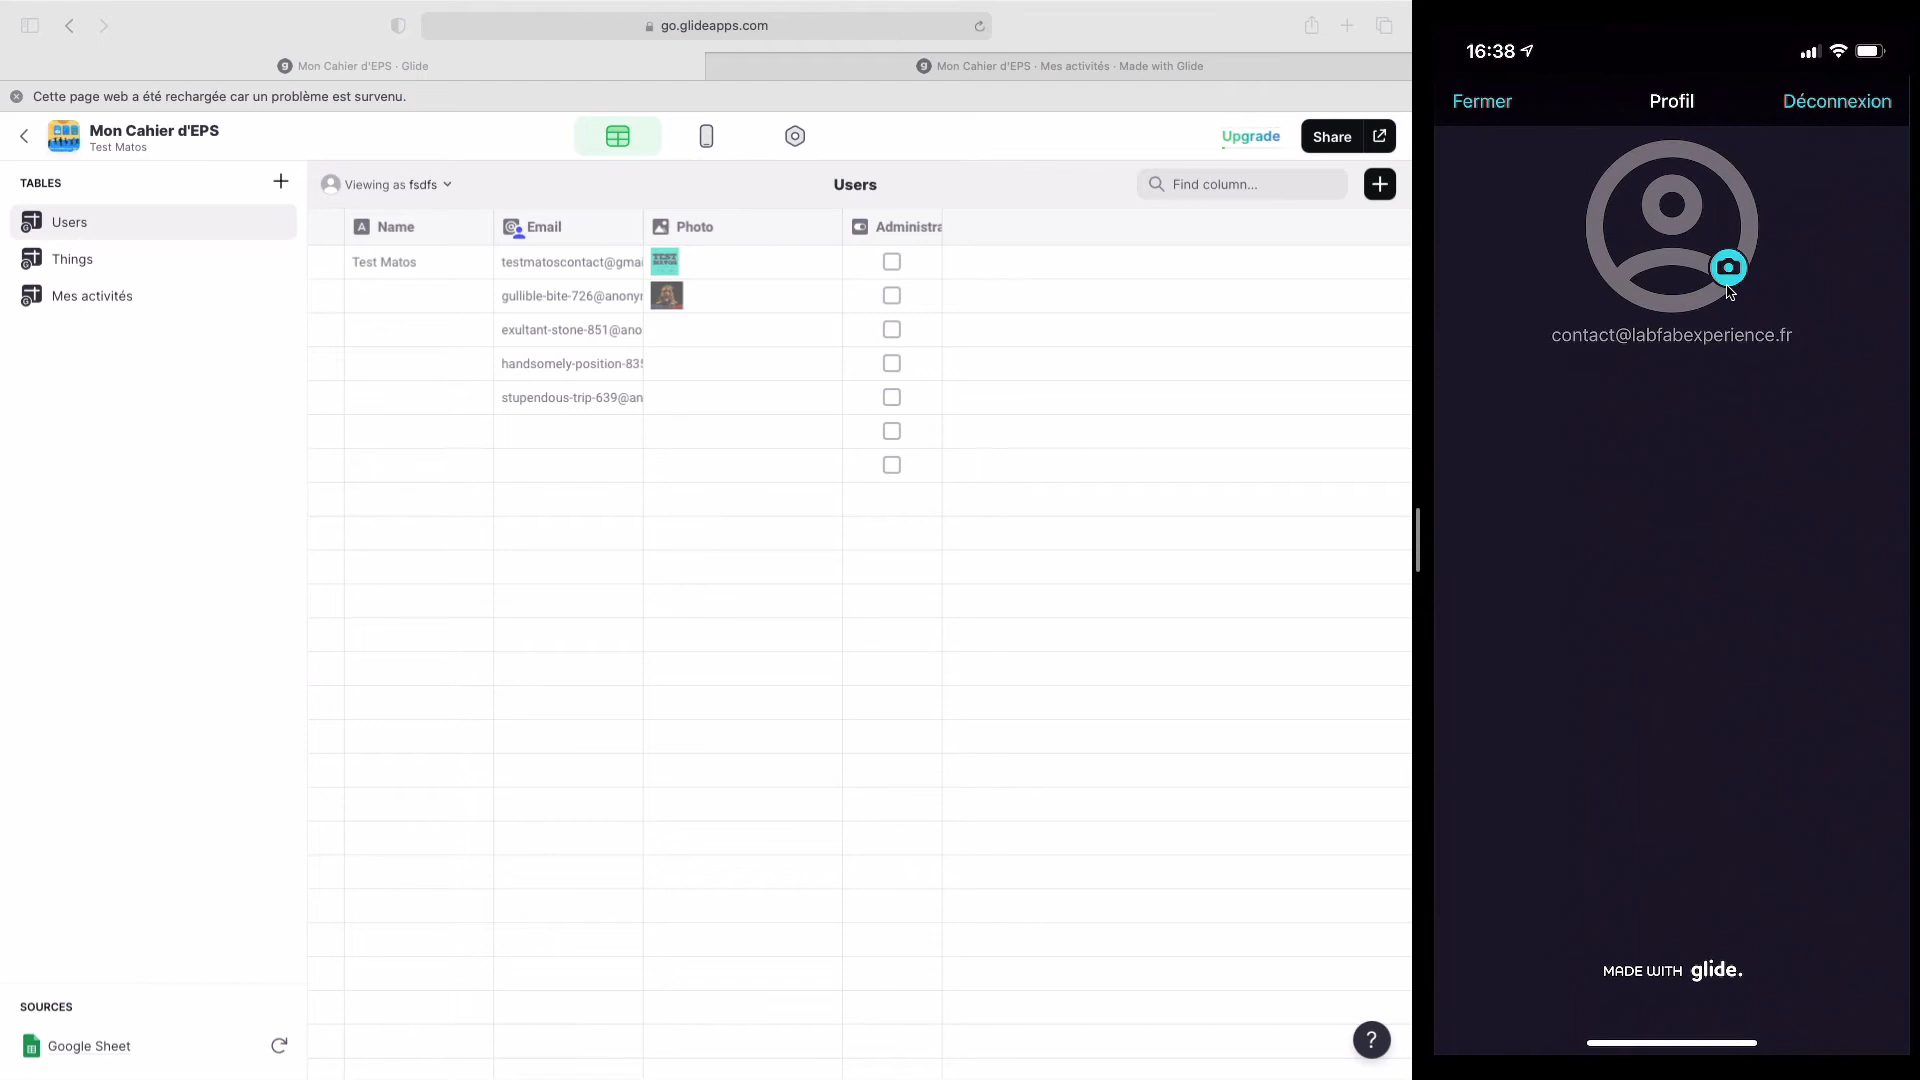 go.glideapps.com
Mon Cahier d'EPS · Glide
Mon Cahier d'EPS · Mes activités · Made with Glide
Cette page web a été rechargée car un problème est survenu.
Mon Cahier d'EPS
Test Matos
Upgrade
Share
TABLES
Users
Things
Mes activités
Viewing as fsdfs
Users
Find column...
Name
Email
Photo
Administra
Test Matos
testmatoscontact@gmai
TEST
gullible-bite-726@anony
exultant-stone-851@ano
handsomely-position-835
stupendous-trip-639@an
SOURCES
Google Sheet
?
16:38
Fermer
Profil
Déconnexion
contact@labfabexperience.fr
MADE WITH glide.